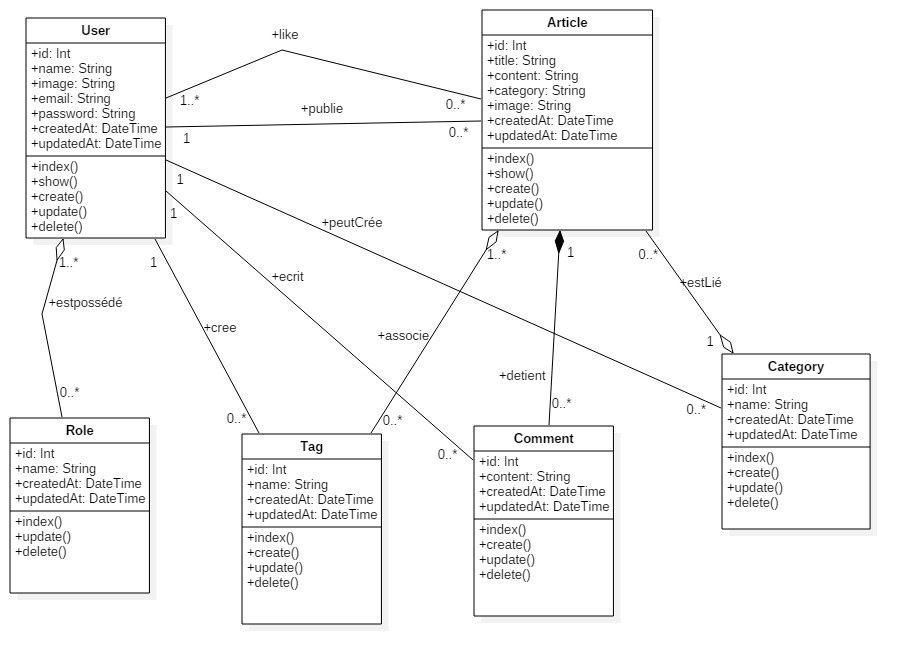 User
+id: Int
+name: String
+image: String
+email: String
+password: String
+createdAt: DateTime
+updatedAt: DateTime
+index()
+show()
+create()
+update()
+delete()
Article
+id: Int
+title: String
+content: String
+category: String
+image: String
+createdAt: DateTime
+updatedAt: DateTime
+index()
+show()
+create()
+update()
+delete()
+like
1..*
0..*
+publie
1
0..*
1
+peutCrée
0..*
1
+ecrit
0..*
1..*
+estpossédé
0..*
1
+cree
0..*
1..*
+associe
0..*
1
+detient
0..*
0..*
+estLié
1
Role
+id: Int
+name: String
+createdAt: DateTime
+updatedAt: DateTime
+index()
+update()
+delete()
Tag
+id: Int
+name: String
+createdAt: DateTime
+updatedAt: DateTime
+index()
+create()
+update()
+delete()
Comment
+id: Int
+content: String
+createdAt: DateTime
+updatedAt: DateTime
+index()
+create()
+update()
+delete()
Category
+id: Int
+name: String
+createdAt: DateTime
+updatedAt: DateTime
+index()
+create()
+update()
+delete()